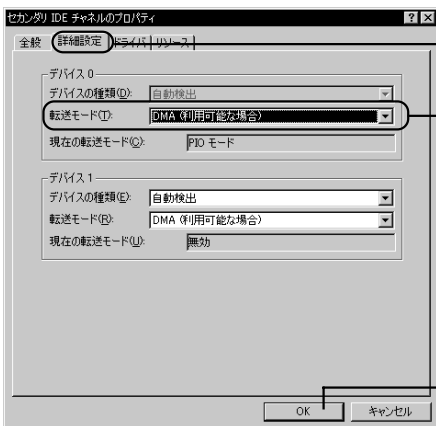 セカンダリ IDE チャネルのプロパティ
全般 詳細設定 ドライバ リソース
デバイス 0
デバイスの種類(D): 自動検出
転送モード(T): DMA (利用可能な場合)
現在の転送モード(C): PIO モード
デバイス 1
デバイスの種類(E): 自動検出
転送モード(R): DMA (利用可能な場合)
現在の転送モード(U): 無効
OK キャンセル